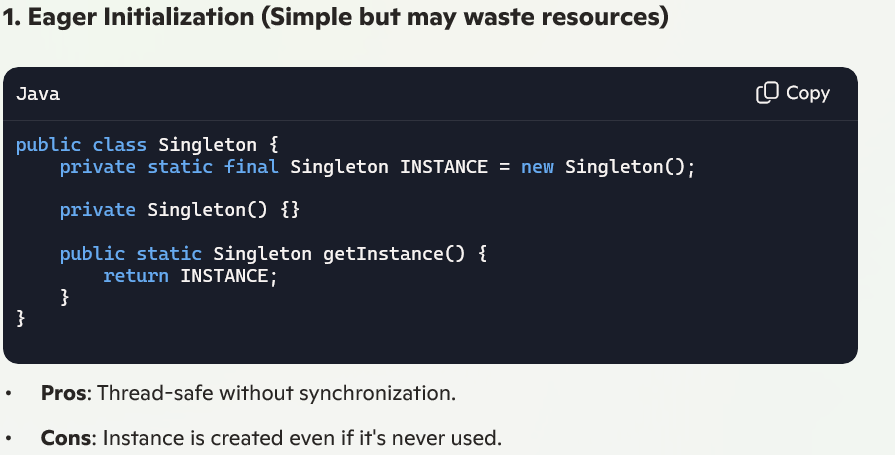 1. Eager Initialization (Simple but may waste resources)
Java
Copy
public class Singleton {
    private static final Singleton INSTANCE = new Singleton();

    private Singleton() {}

    public static Singleton getInstance() {
        return INSTANCE;
    }
}
• Pros: Thread-safe without synchronization.
• Cons: Instance is created even if it's never used.